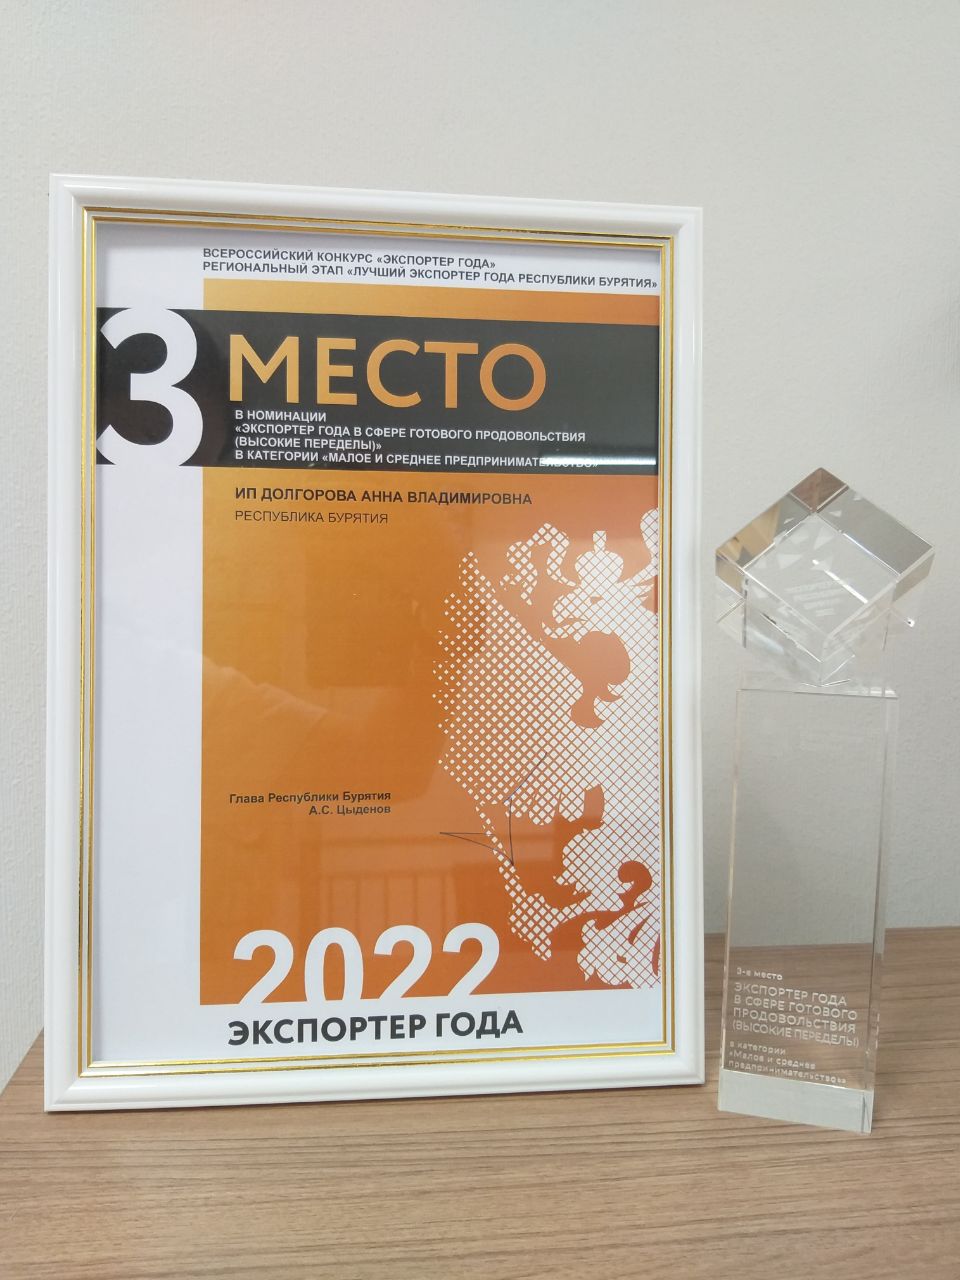 ВСЕРОССИЙСКИЙ КОНКУРС «ЭКСПОРТЕР ГОДА»
РЕГИОНАЛЬНЫЙ ЭТАП «ЛУЧШИЙ ЭКСПОРТЕР ГОДА РЕСПУБЛИКИ БУРЯТИЯ»
3 МЕСТО
В НОМИНАЦИИ
«ЭКСПОРТЕР ГОДА В СФЕРЕ ГОТОВОГО ПРОДОВОЛЬСТВИЯ
(ВЫСОКИЕ ПЕРЕДЕЛЫ)»
В КАТЕГОРИИ «МАЛОЕ И СРЕДНЕЕ ПРЕДПРИНИМАТЕЛЬСТВО»
ИП ДОЛГОРОВА АННА ВЛАДИМИРОВНА
РЕСПУБЛИКА БУРЯТИЯ
Глава Республики Бурятия
А.С. Цыденов
2022
ЭКСПОРТЕР ГОДА
3-е место
ЭКСПОРТЕР ГОДА
В СФЕРЕ ГОТОВОГО
ПРОДОВОЛЬСТВИЯ
(ВЫСОКИЕ ПЕРЕДЕЛЫ)
в категории
«Малое и среднее
предпринимательство»